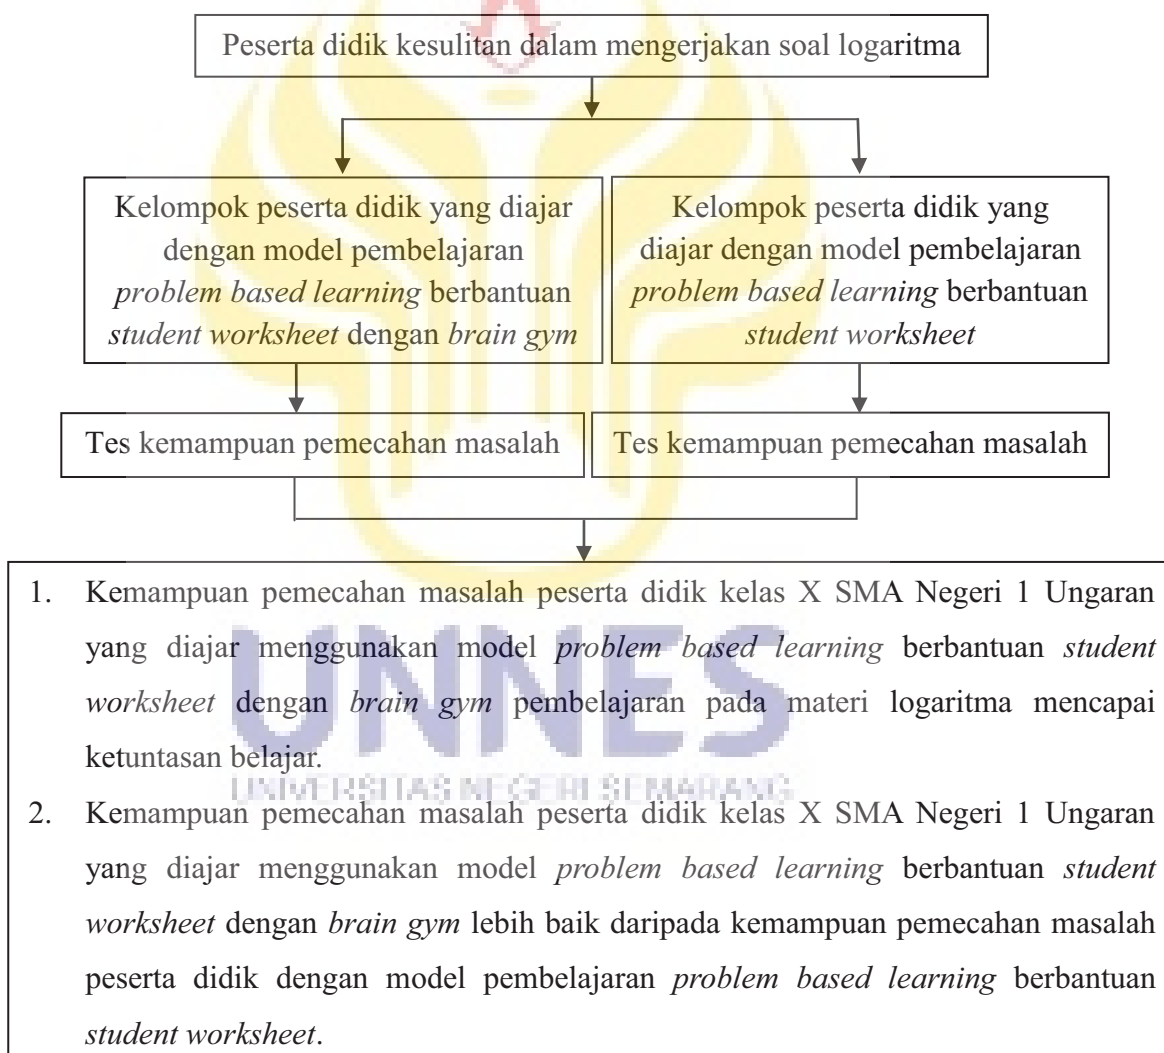 Peserta didik kesulitan dalam mengerjakan soal logaritma
Kelompok peserta didik yang diajar
dengan model pembelajaran
problem based learning berbantuan
student worksheet dengan brain gym
Kelompok peserta didik yang
diajar dengan model pembelajaran
problem based learning berbantuan
student worksheet
Tes kemampuan pemecahan masalah
Tes kemampuan pemecahan masalah
1. Kemampuan pemecahan masalah peserta didik kelas X SMA Negeri 1 Ungaran
yang diajar menggunakan model problem based learning berbantuan student
worksheet dengan brain gym pembelajaran pada materi logaritma mencapai
ketuntasan belajar.
UNNES
UNIVERSITAS NEGERI SEMARANG
2. Kemampuan pemecahan masalah peserta didik kelas X SMA Negeri 1 Ungaran
yang diajar menggunakan model problem based learning berbantuan student
worksheet dengan brain gym lebih baik daripada kemampuan pemecahan masalah
peserta didik dengan model pembelajaran problem based learning berbantuan
student worksheet.